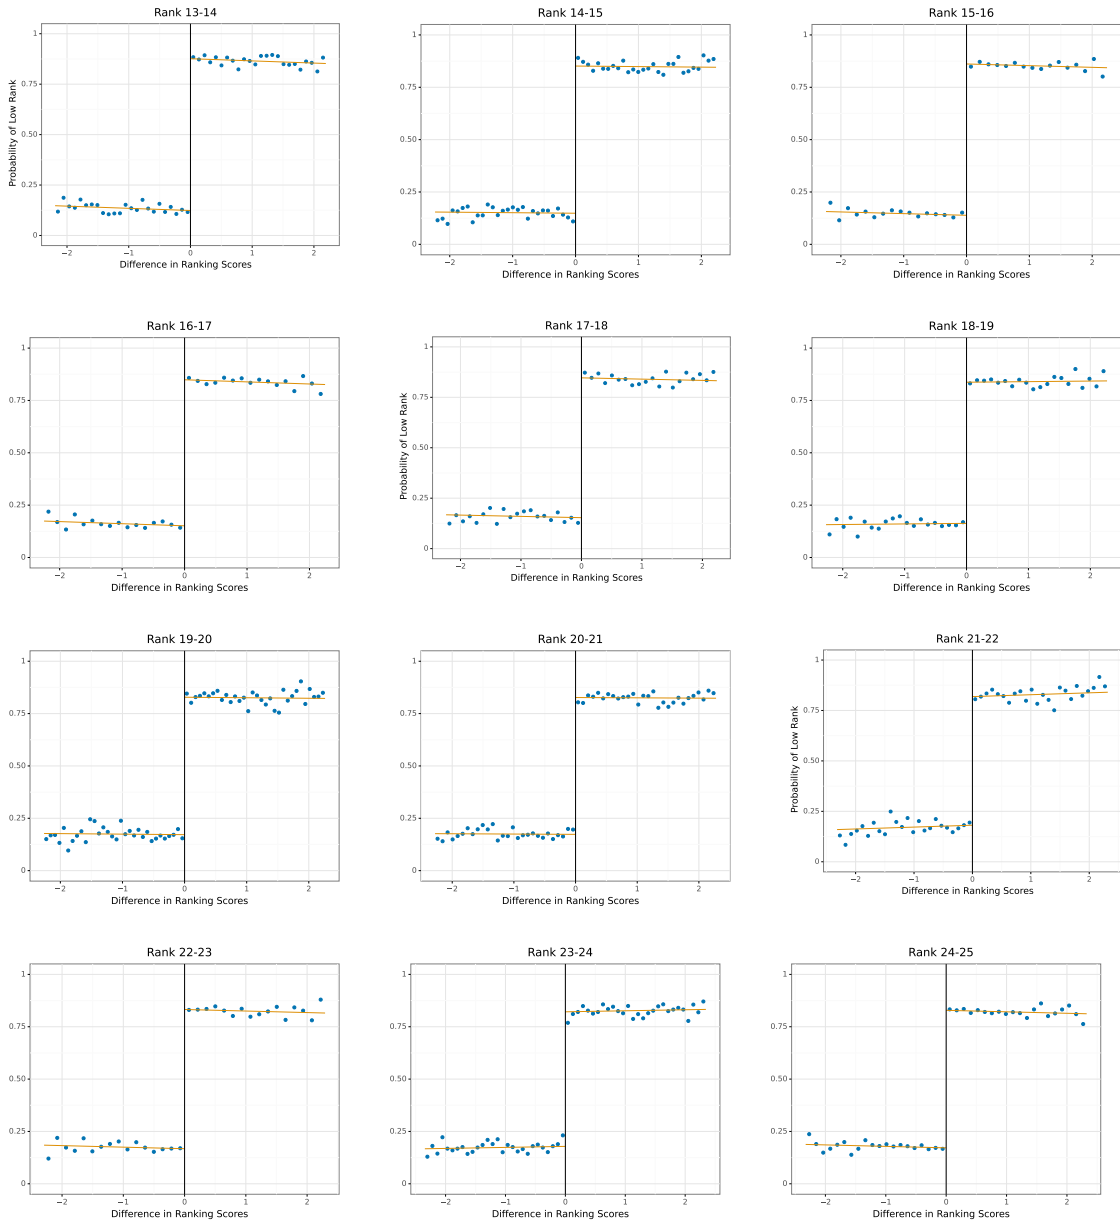 Rank 13-14
1
0.75
0.5
0.25
0
Probability of Low Rank
−2 −1 0 1 2
Difference in Ranking Scores
Rank 14-15
1
0.75
0.50
0.25
0
−2 −1 0 1 2
Difference in Ranking Scores
Rank 15-16
1
0.75
0.50
0.25
0
−2 −1 0 1 2
Difference in Ranking Scores
Rank 16-17
1
0.75
0.50
0.25
0
−2 −1 0 1 2
Difference in Ranking Scores
Rank 17-18
1
0.75
0.50
0.25
0
Probability of Low Rank
−2 −1 0 1 2
Difference in Ranking Scores
Rank 18-19
1
0.75
0.50
0.25
0
−2 −1 0 1 2
Difference in Ranking Scores
Rank 19-20
1
0.75
0.50
0.25
0
−2 −1 0 1 2
Difference in Ranking Scores
Rank 20-21
1
0.75
0.50
0.25
0
−2 −1 0 1 2
Difference in Ranking Scores
Rank 21-22
1
0.75
0.50
0.25
0
Probability of Low Rank
−2 −1 0 1 2
Difference in Ranking Scores
Rank 22-23
1
0.75
0.50
0.25
0
−2 −1 0 1 2
Difference in Ranking Scores
Rank 23-24
1
0.75
0.50
0.25
0
−2 −1 0 1 2
Difference in Ranking Scores
Rank 24-25
1
0.75
0.50
0.25
0
−2 −1 0 1 2
Difference in Ranking Scores